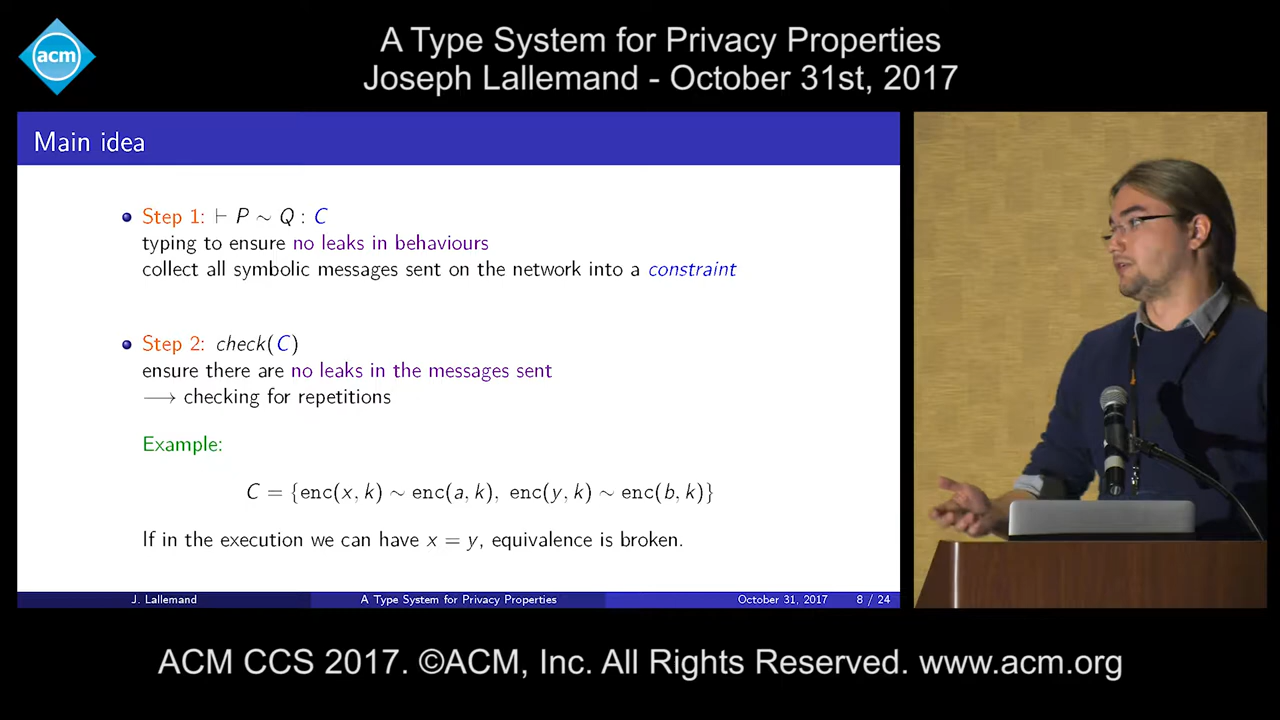 acm
A Type System for Privacy Properties
Joseph Lallemand - October 31st, 2017
Main idea
Step 1: ⊢ P ∼ Q : C
typing to ensure no leaks in behaviours
collect all symbolic messages sent on the network into a constraint
Step 2: check(C)
ensure there are no leaks in the messages sent
⟶ checking for repetitions
Example:
C = {enc(x, k) ∼ enc(a, k), enc(y, k) ∼ enc(b, k)}
If in the execution we can have x = y, equivalence is broken.
J. Lallemand A Type System for Privacy Properties October 31, 2017 8 / 24
ACM CCS 2017. ©ACM, Inc. All Rights Reserved. www.acm.org